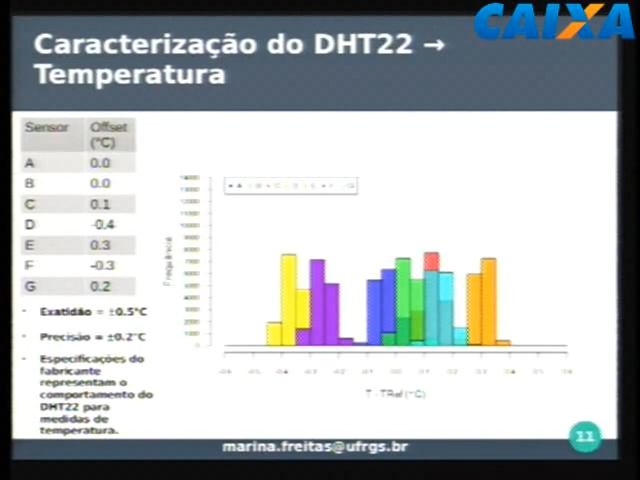 CAIXA
Caracterização do DHT22 →
Temperatura
Sensor Offset
(°C)
A 0.0
B 0.0
C 0.1
D -0.4
E 0.3
F -0.3
G 0.2
Exatidão = ±0.5°C
Precisão = ±0.2°C
Especificações do
fabricante
representam o
comportamento do
DHT22 para
medidas de
temperatura.
T - TRef (°C)
marina.freitas@ufrgs.br
11